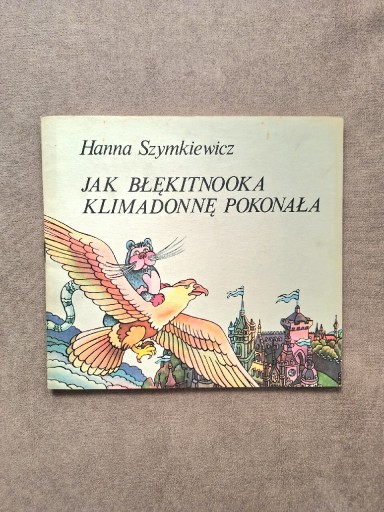 Hanna Szymkiewicz
JAK BŁĘKITNOOKA
KLIMADONNĘ POKONAŁA